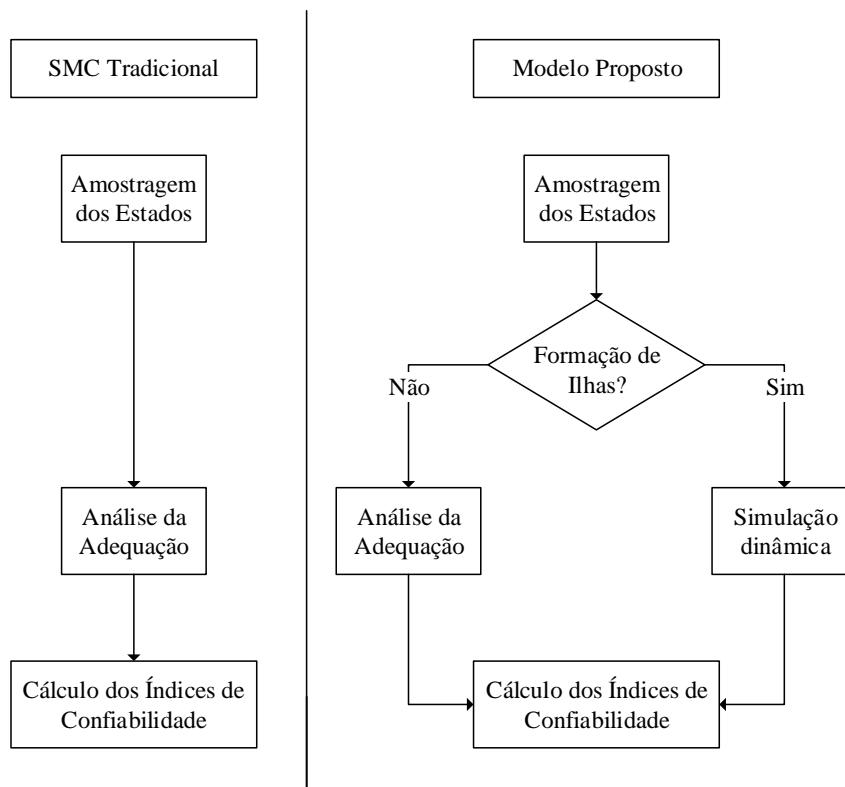 SMC Tradicional
Amostragem
dos Estados
Análise da
Adequação
Cálculo dos Índices de
Confiabilidade
Modelo Proposto
Amostragem
dos Estados
Formação de
Ilhas?
Não
Sim
Análise da
Adequação
Simulação
dinâmica
Cálculo dos Índices de
Confiabilidade